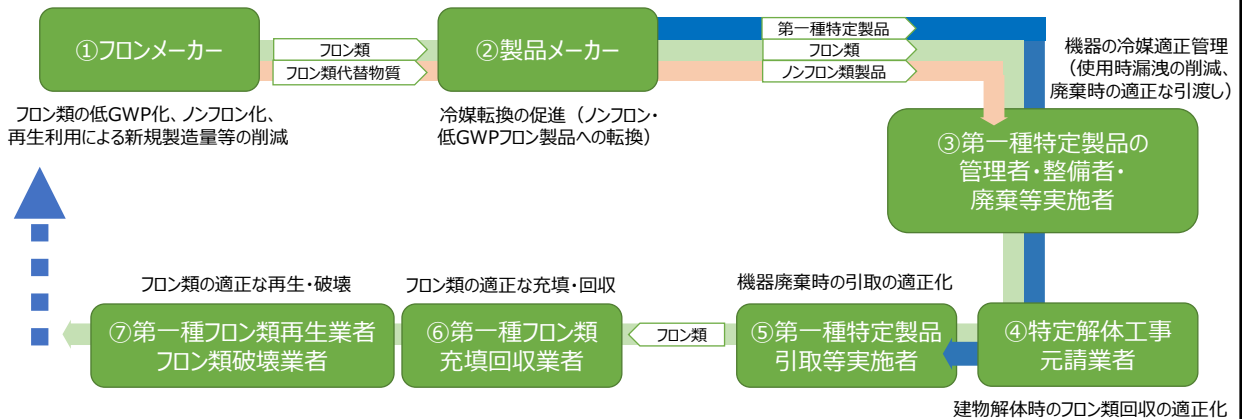 ①フロンメーカー
フロン類
フロン類代替物質
②製品メーカー
第一種特定製品
フロン類
ノンフロン類製品
機器の冷媒適正管理
（使用時漏洩の削減、
廃棄時の適正な引渡し）
フロン類の低GWP化、ノンフロン化、
再生利用による新規製造量等の削減
冷媒転換の促進（ノンフロン・
低GWPフロン製品への転換）
③第一種特定製品の
管理者・整備者・
廃棄等実施者
フロン類の適正な再生・破壊
フロン類の適正な充填・回収
機器廃棄時の引取の適正化
⑦第一種フロン類再生業者
フロン類破壊業者
⑥第一種フロン類
充填回収業者
フロン類
⑤第一種特定製品
引取等実施者
④特定解体工事
元請業者
建物解体時のフロン類回収の適正化